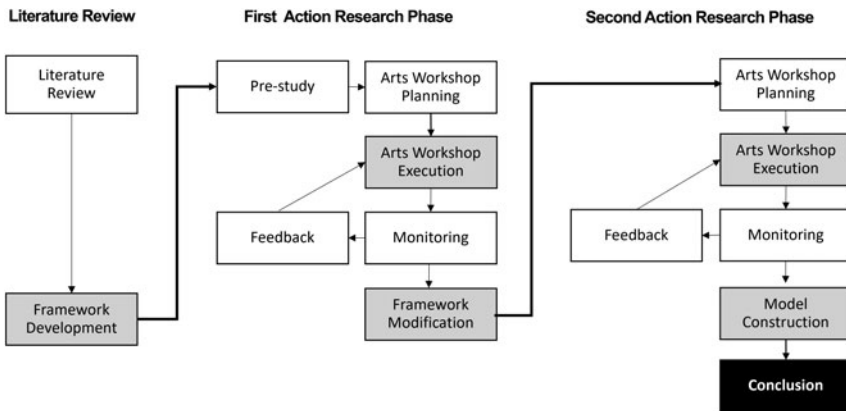 Literature Review
Literature
Review
Framework
Development
First Action Research Phase
Pre-study
Arts Workshop
Planning
Arts Workshop
Execution
Feedback
Monitoring
Framework
Modification
Second Action Research Phase
Arts Workshop
Planning
Arts Workshop
Execution
Feedback
Monitoring
Model
Construction
Conclusion